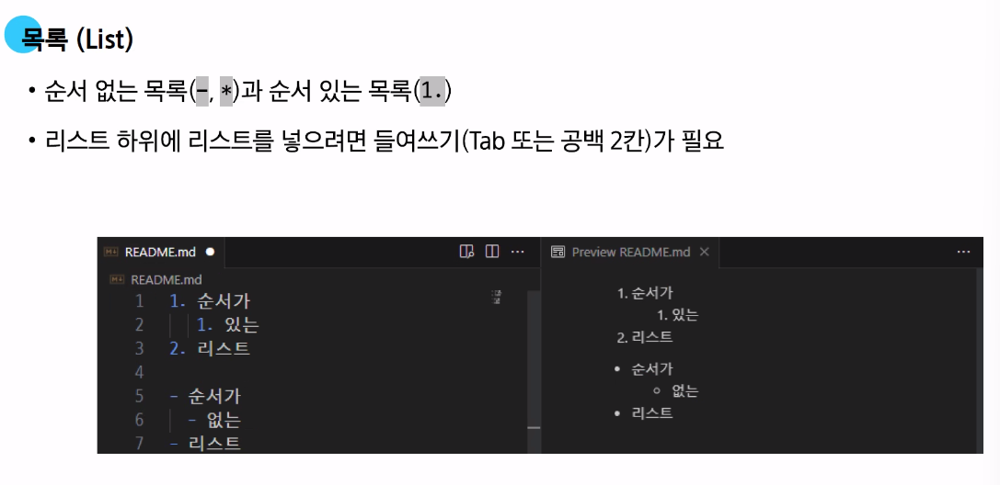 목록 (List)
• 순서 없는 목록(-, *)과 순서 있는 목록(1.)
• 리스트 하위에 리스트를 넣으려면 들여쓰기(Tab 또는 공백 2칸)가 필요
README.md ●
README.md
1 1. 순서가
2 1. 있는
3 2. 리스트
4
5 - 순서가
6 - 없는
7 - 리스트
Preview README.md
1. 순서가
1. 있는
2. 리스트
• 순서가
◦ 없는
• 리스트